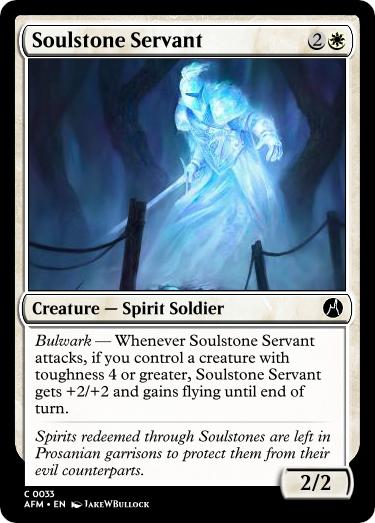 Soulstone Servant 2
Creature — Spirit Soldier
Bulwark — Whenever Soulstone Servant
attacks, if you control a creature with
toughness 4 or greater, Soulstone Servant
gets +2/+2 and gains flying until end of
turn.
Spirits redeemed through Soulstones are left in
Prosanian garrisons to protect them from their
evil counterparts.
2/2
C 0033
AFM • EN JakeWBullock